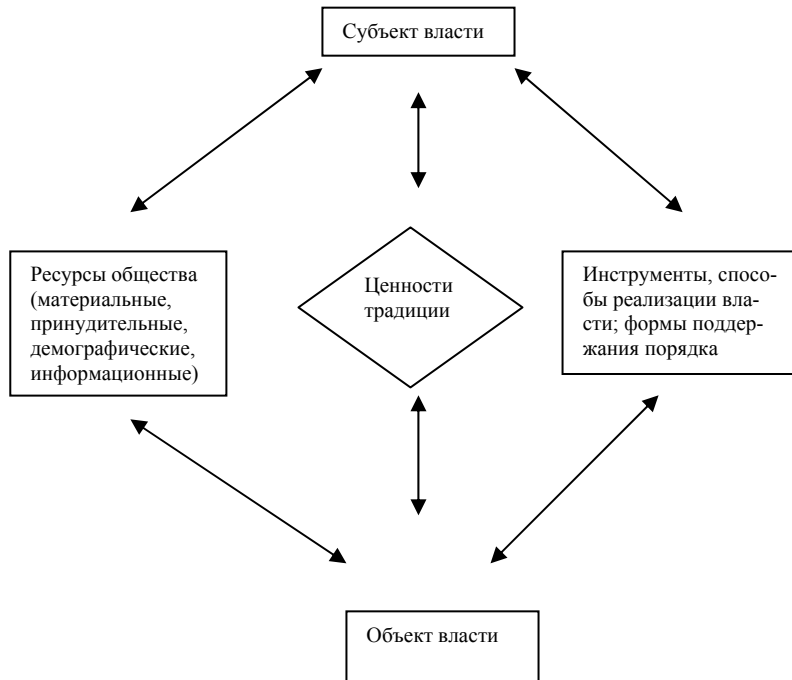 Субъект власти
Ресурсы общества
(материальные,
принудительные,
демографические,
информационные)
Ценности
традиции
Инструменты, спосо-
бы реализации вла-
сти; формы поддер-
жания порядка
Объект власти